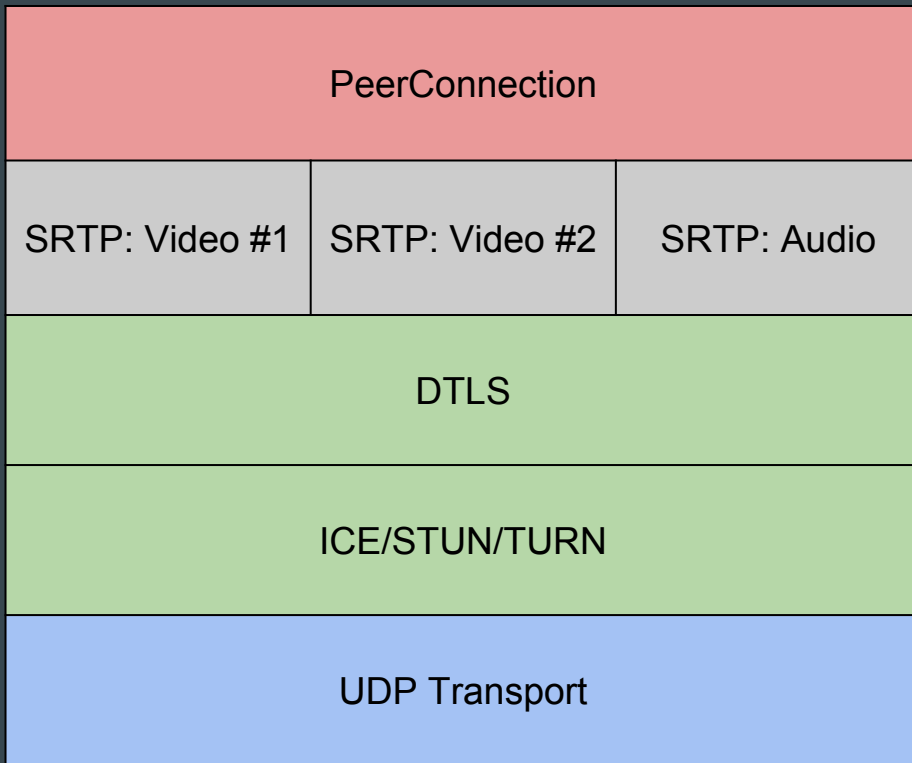 PeerConnection
SRTP: Video #1
SRTP: Video #2
SRTP: Audio
DTLS
ICE/STUN/TURN
UDP Transport